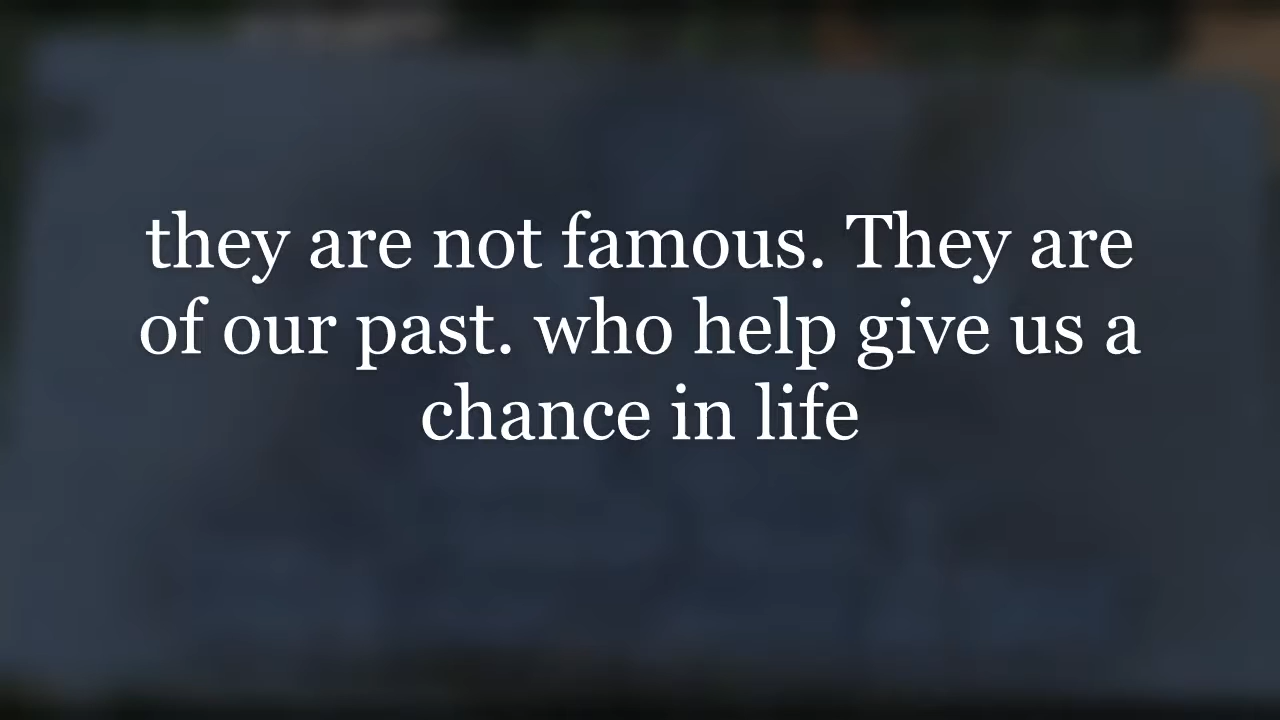 they are not famous. They are
of our past. who help give us a
chance in life